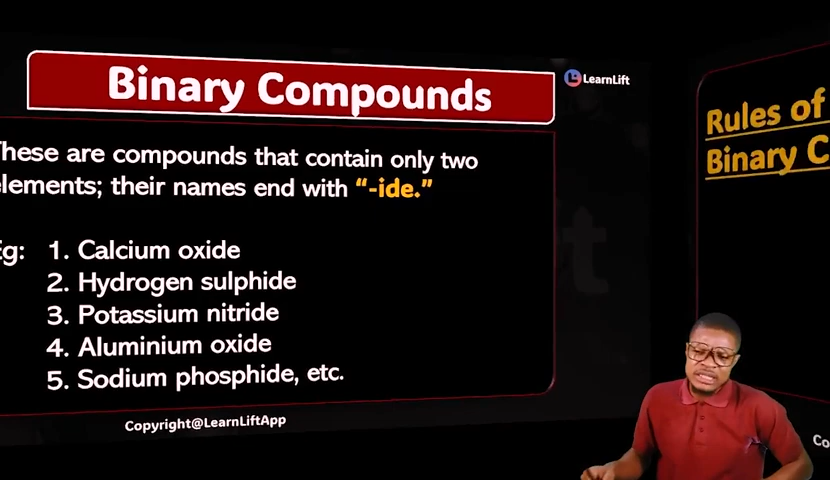 Binary Compounds
LearnLift
These are compounds that contain only two
elements; their names end with “-ide.”
Eg: 1. Calcium oxide
2. Hydrogen sulphide
3. Potassium nitride
4. Aluminium oxide
5. Sodium phosphide, etc.
Copyright@LearnLiftApp
Rules of
Binary C
Co